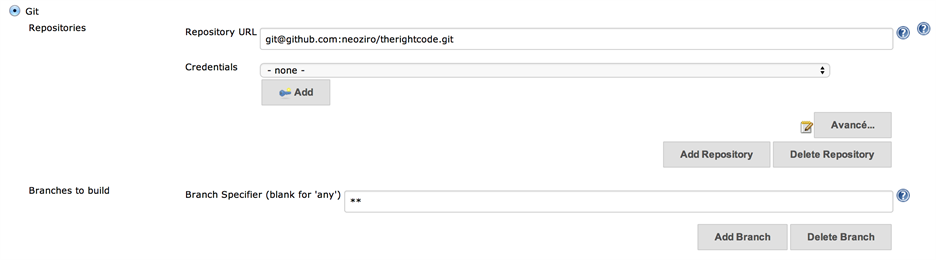 Git
Repositories
Repository URL
git@github.com:neoziro/therightcode.git
Credentials
- none -
Add
Avancé...
Add Repository
Delete Repository
Branches to build
Branch Specifier (blank for 'any')
**
Add Branch
Delete Branch